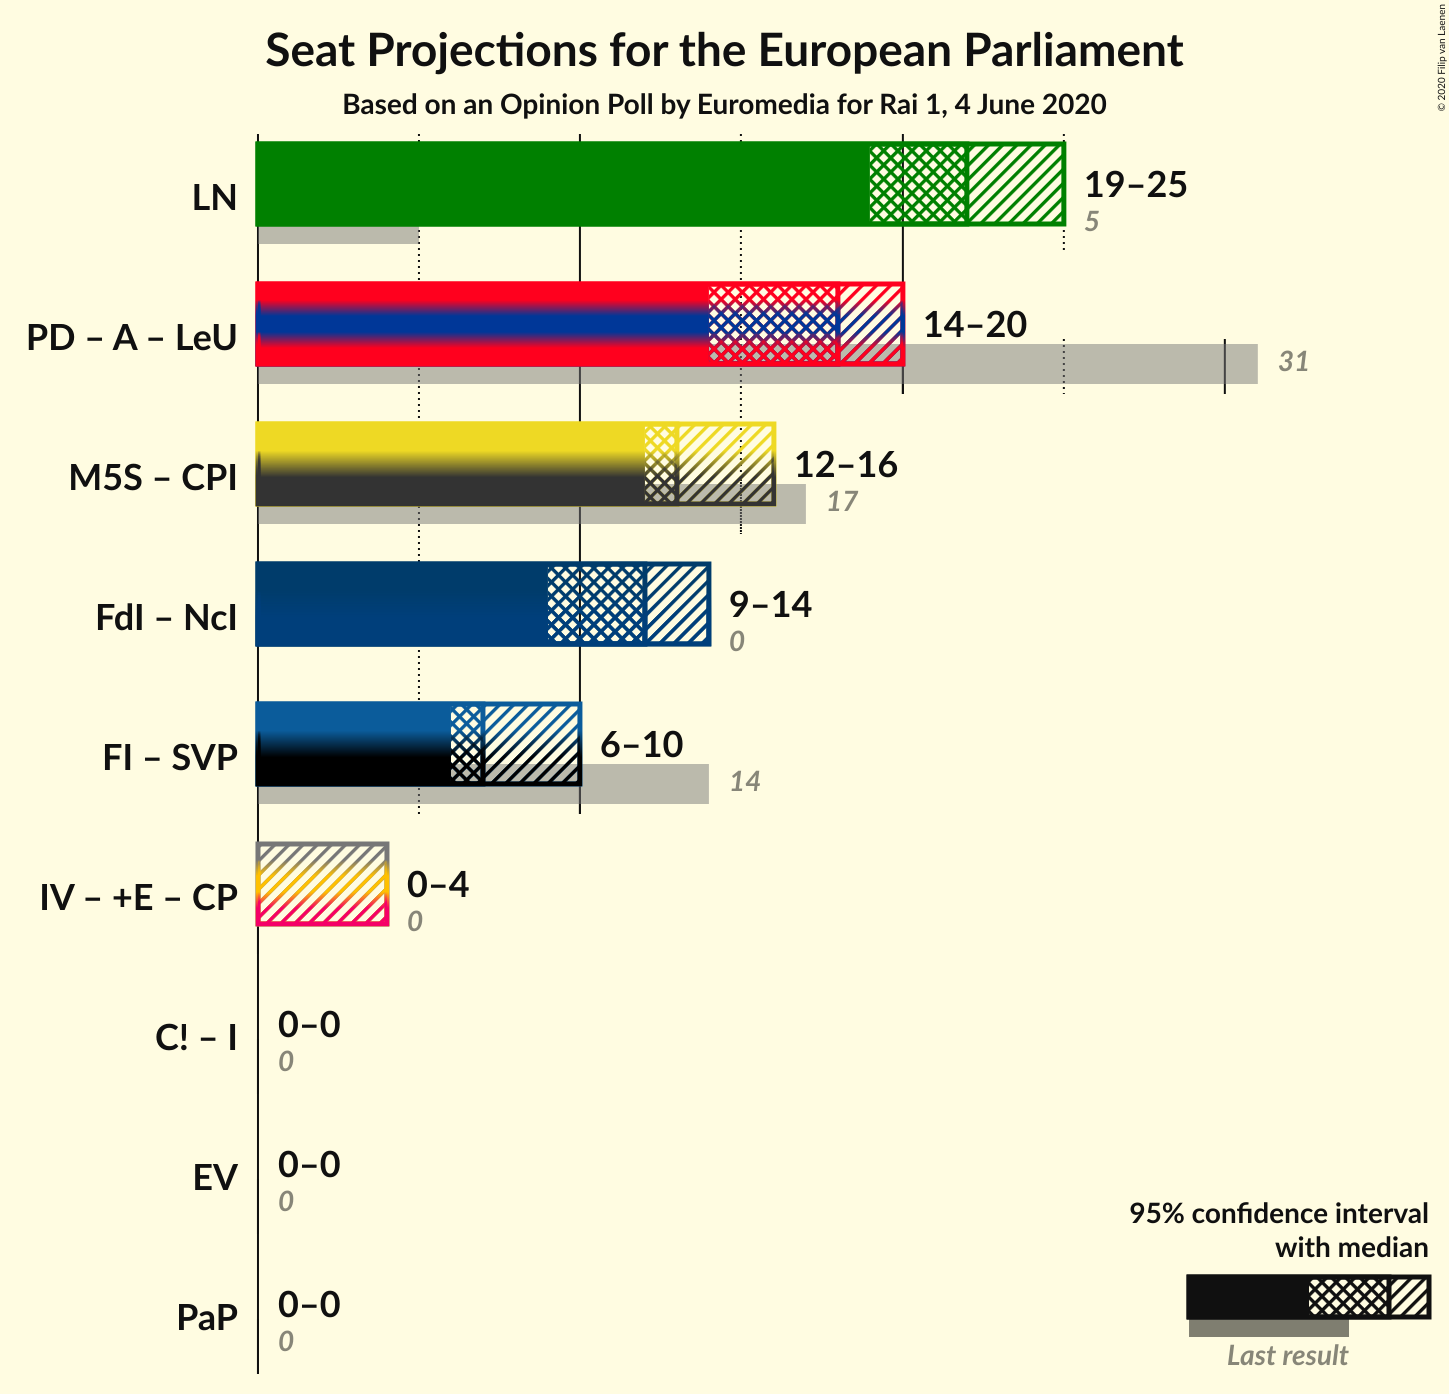 Seat Projections for the European Parliament
Based on an Opinion Poll by Euromedia for Rai 1, 4 June 2020
© 2020 Filip van Laenen
LN
19–25
5
PD – A – LeU
14–20
31
M5S – CPI
12–16
17
FdI – NcI
9–14
0
FI – SVP
6–10
14
IV – +E – CP
0–4
0
C! – I
0–0
0
EV
0–0
0
PaP
0–0
0
95% confidence interval
with median
Last result